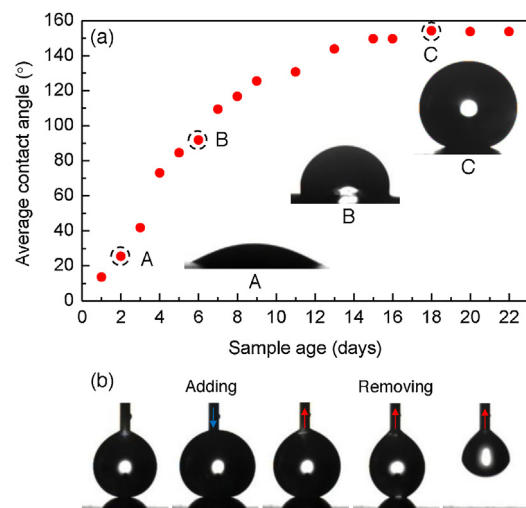 (a)
160
140
120
100
80
60
40
20
0
Average contact angle (°)
A
B
C
A
B
C
0 2 4 6 8 10 12 14 16 18 20 22
Sample age (days)
(b)
Adding Removing